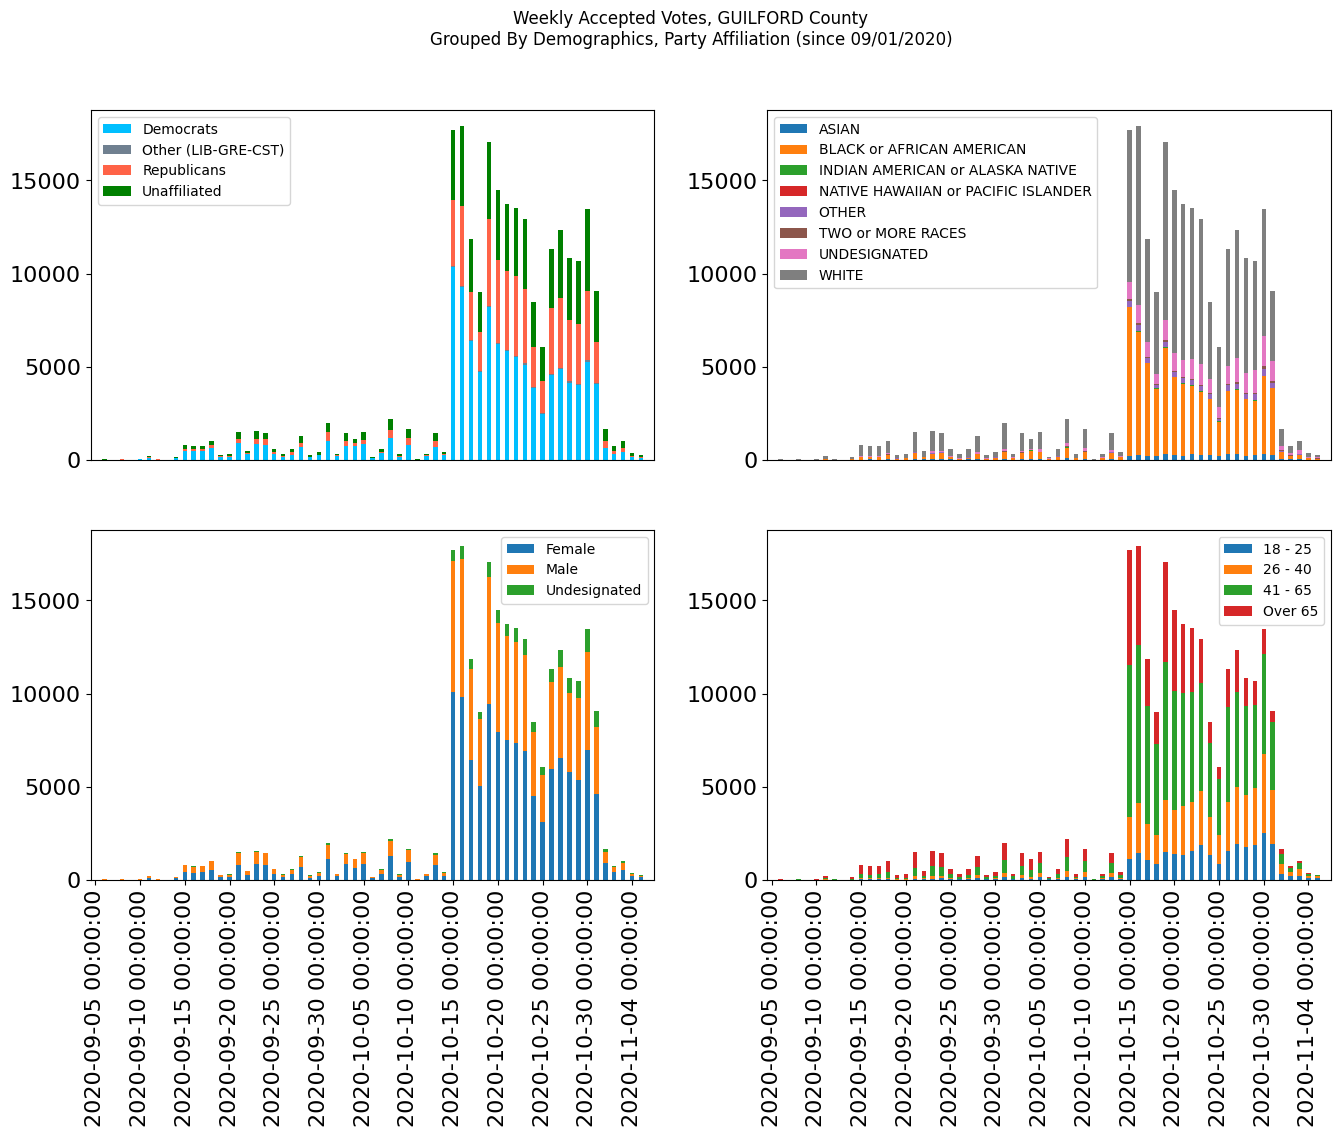 Weekly Accepted Votes, GUILFORD County
Grouped By Demographics, Party Affiliation (since 09/01/2020)
Democrats
Other (LIB-GRE-CST)
Republicans
Unaffiliated
15000
10000
5000
0
ASIAN
BLACK or AFRICAN AMERICAN
INDIAN AMERICAN or ALASKA NATIVE
NATIVE HAWAIIAN or PACIFIC ISLANDER
OTHER
TWO or MORE RACES
UNDESIGNATED
WHITE
15000
10000
5000
0
Female
Male
Undesignated
15000
10000
5000
0
2020-09-05 00:00:00
2020-09-10 00:00:00
2020-09-15 00:00:00
2020-09-20 00:00:00
2020-09-25 00:00:00
2020-09-30 00:00:00
2020-10-05 00:00:00
2020-10-10 00:00:00
2020-10-15 00:00:00
2020-10-20 00:00:00
2020-10-25 00:00:00
2020-10-30 00:00:00
2020-11-04 00:00:00
18 - 25
26 - 40
41 - 65
Over 65
15000
10000
5000
0
2020-09-05 00:00:00
2020-09-10 00:00:00
2020-09-15 00:00:00
2020-09-20 00:00:00
2020-09-25 00:00:00
2020-09-30 00:00:00
2020-10-05 00:00:00
2020-10-10 00:00:00
2020-10-15 00:00:00
2020-10-20 00:00:00
2020-10-25 00:00:00
2020-10-30 00:00:00
2020-11-04 00:00:00